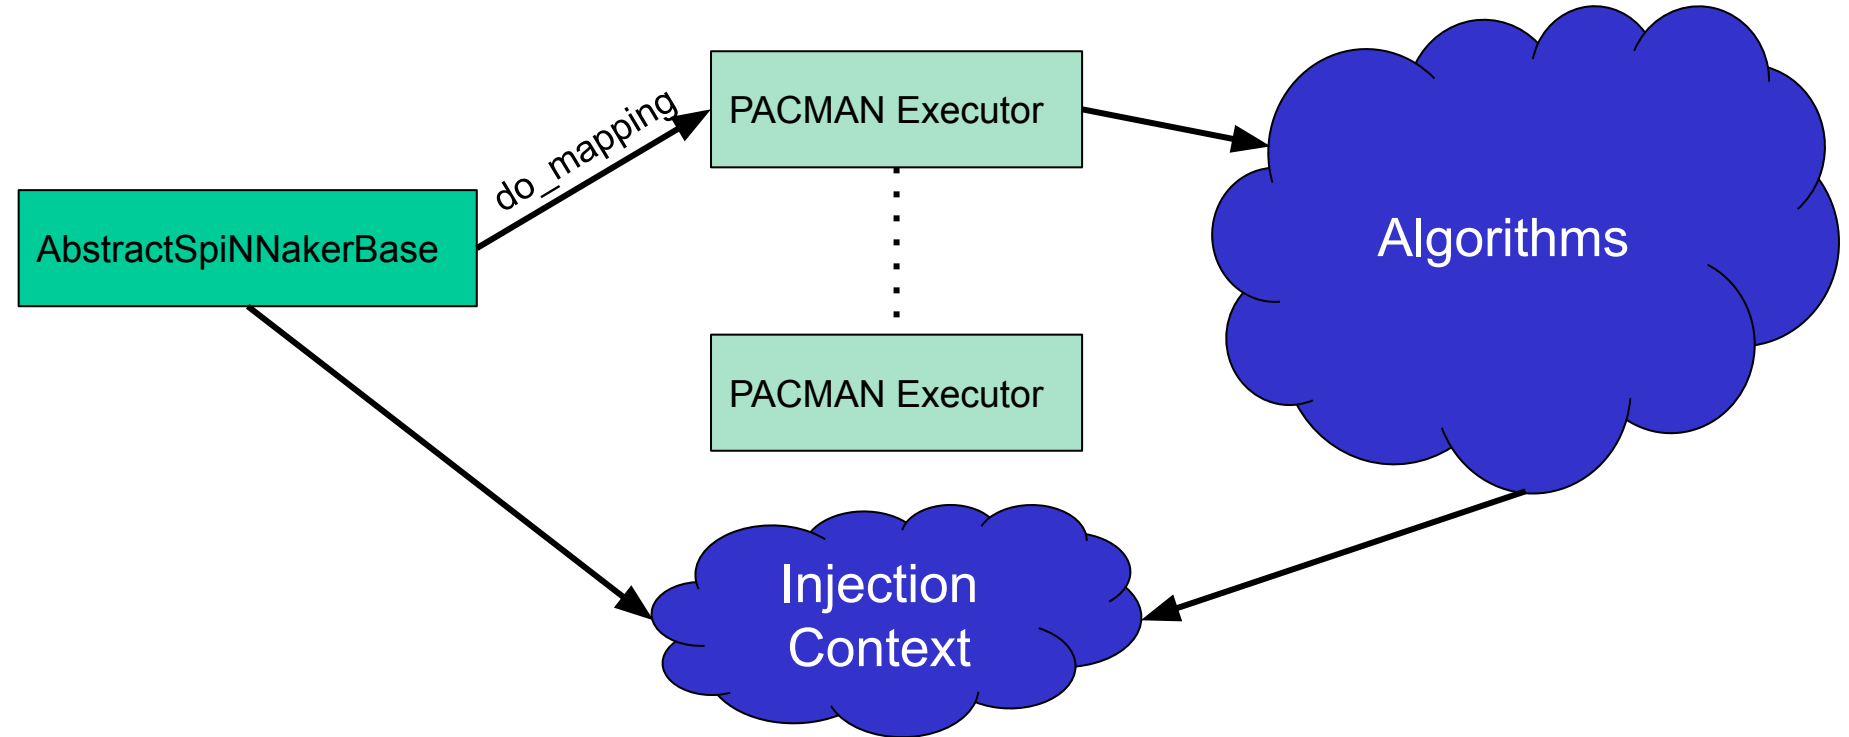 do_mapping
PACMAN Executor
AbstractSpiNNakerBase
Algorithms
PACMAN Executor
Injection
Context